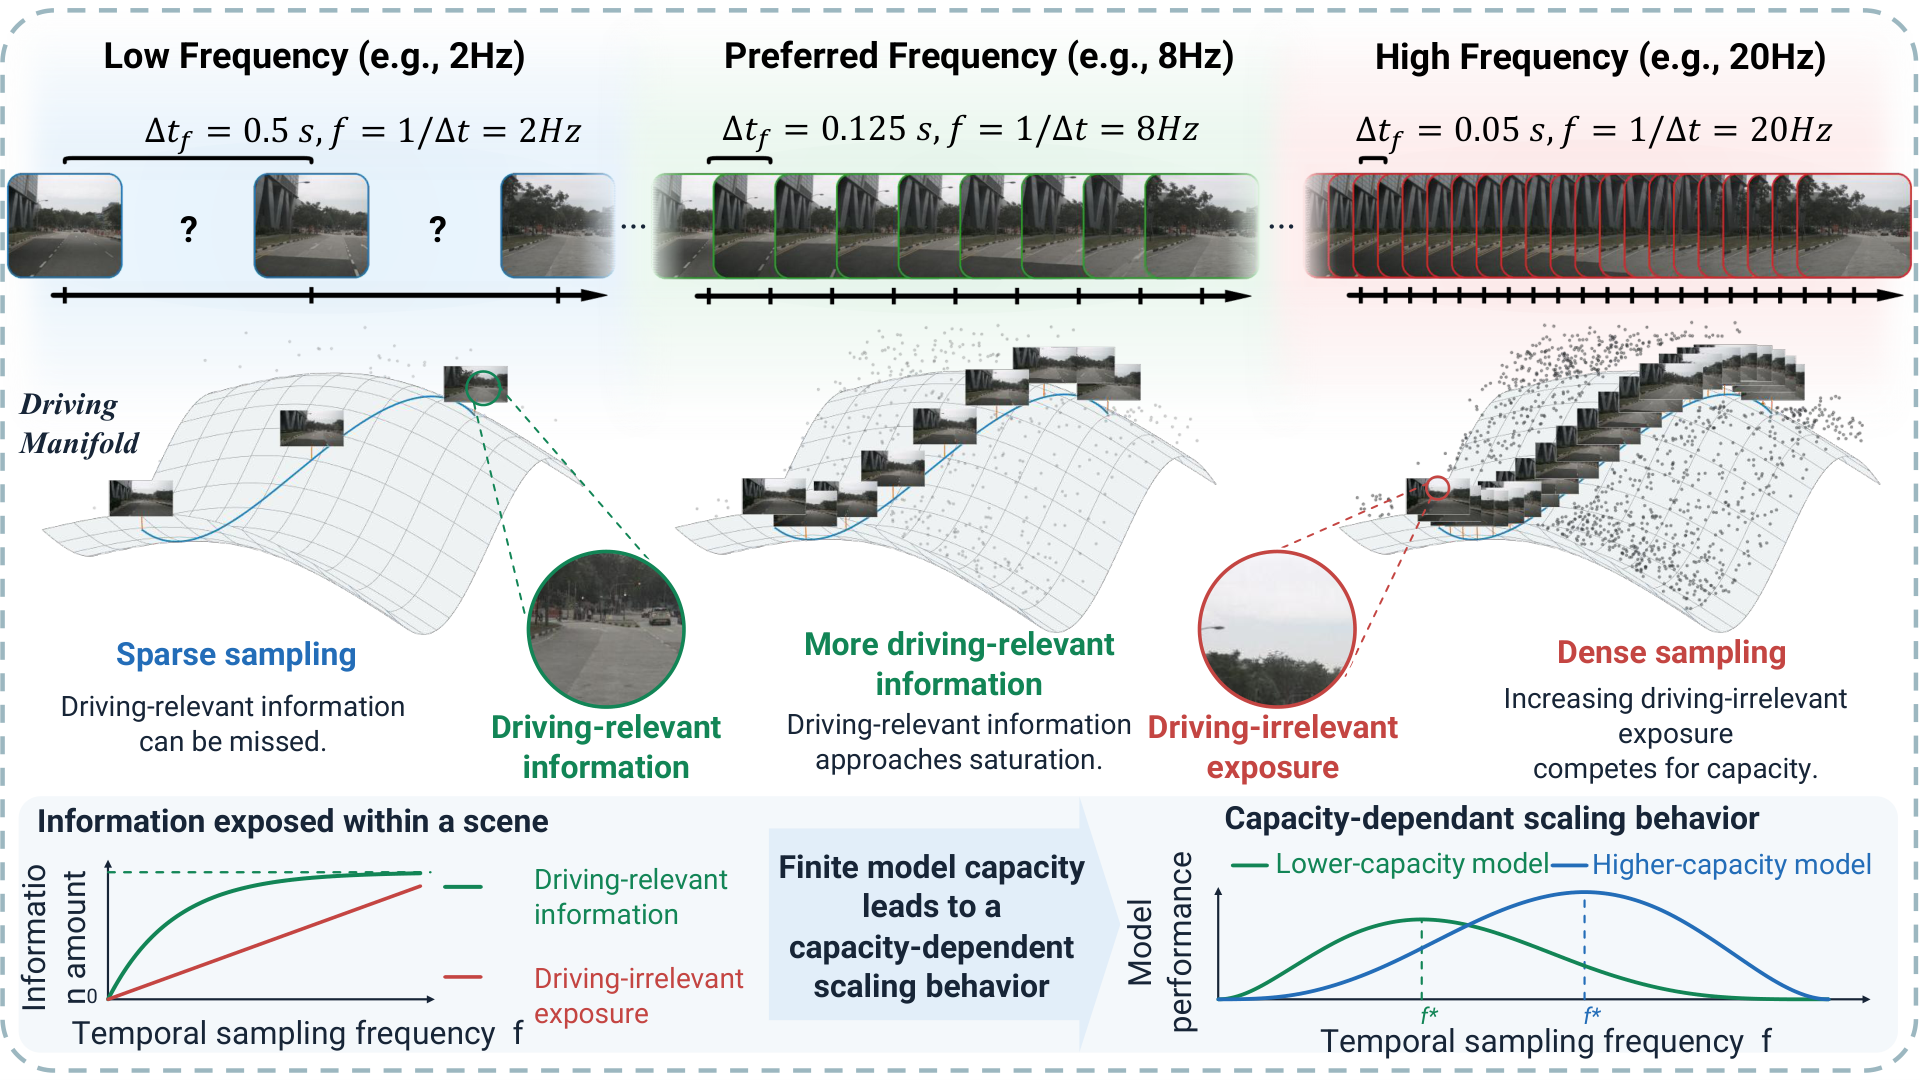 Low Frequency (e.g., 2Hz)
Δt_f = 0.5 s, f = 1/Δt = 2Hz
?
?
...
Preferred Frequency (e.g., 8Hz)
Δt_f = 0.125 s, f = 1/Δt = 8Hz
...
High Frequency (e.g., 20Hz)
Δt_f = 0.05 s, f = 1/Δt = 20Hz
Driving
Manifold
Sparse sampling
Driving-relevant information
can be missed.
Driving-relevant
information
More driving-relevant
information
Driving-relevant information
approaches saturation.
Driving-irrelevant
exposure
Dense sampling
Increasing driving-irrelevant
exposure
competes for capacity.
Information exposed within a scene
Informatio
n amount
0
Temporal sampling frequency f
Driving-relevant
information
Driving-irrelevant
exposure
Finite model capacity
leads to a
capacity-dependent
scaling behavior
Capacity-dependant scaling behavior
Lower-capacity model
Higher-capacity model
Model
performance
f*
f*
Temporal sampling frequency f